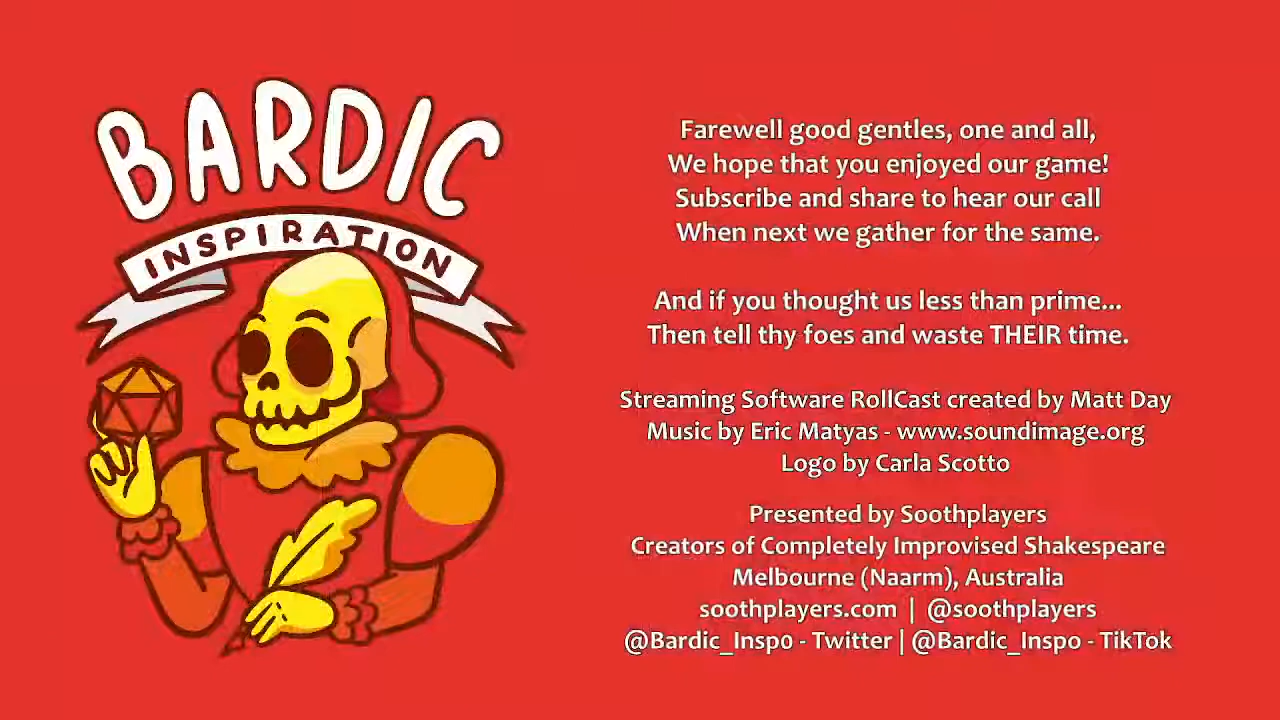 BARDIC
INSPIRATION
Farewell good gentles, one and all,
We hope that you enjoyed our game!
Subscribe and share to hear our call
When next we gather for the same.
And if you thought us less than prime...
Then tell thy foes and waste THEIR time.
Streaming Software RollCast created by Matt Day
Music by Eric Matyas - www.soundimage.org
Logo by Carla Scotto
Presented by Soothplayers
Creators of Completely Improvised Shakespeare
Melbourne (Naarm), Australia
soothplayers.com | @soothplayers
@Bardic_Insp0 - Twitter | @Bardic_Inspo - TikTok